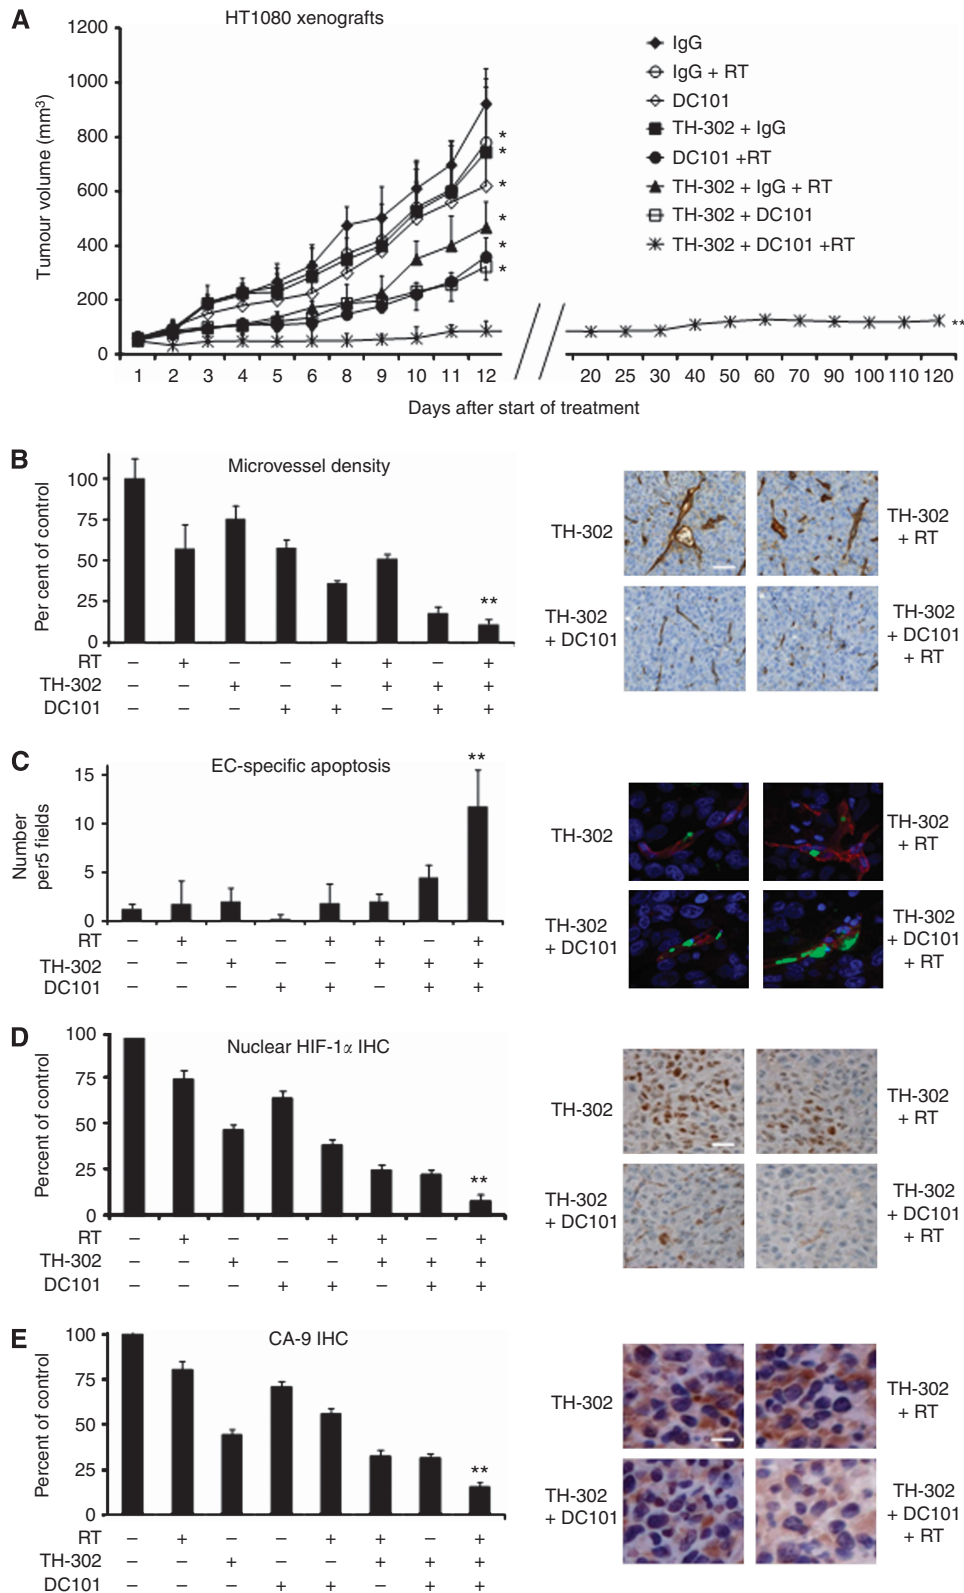 A
HT1080 xenografts
Tumour volume (mm³)
1200
1000
800
600
400
200
0
IgG
IgG + RT
DC101
TH-302 + IgG
DC101 +RT
TH-302 + IgG + RT
TH-302 + DC101
TH-302 + DC101 +RT
*
*
*
*
*
*
**
1 2 3 4 5 6 8 9 10 11 12 20 25 30 40 50 60 70 90 100 110 120
Days after start of treatment
B
Microvessel density
Per cent of control
100
75
50
25
0
**
RT – + – – + + – +
TH-302 – – + – – + + +
DC101 – – – + + – + +
TH-302
TH-302
+ RT
TH-302
+ DC101
TH-302
+ DC101
+ RT
C
EC-specific apoptosis
Number
per5 fields
15
10
5
0
**
RT – + – – + + – +
TH-302 – – + – – + + +
DC101 – – – + + – + +
TH-302
TH-302
+ RT
TH-302
+ DC101
TH-302
+ DC101
+ RT
D
Nuclear HIF-1α IHC
Percent of control
100
75
50
25
0
**
RT – + – – + + – +
TH-302 – – + – – + + +
DC101 – – – + + – + +
TH-302
TH-302
+ RT
TH-302
+ DC101
TH-302
+ DC101
+ RT
E
CA-9 IHC
Percent of control
100
75
50
25
0
**
RT – + – – + + – +
TH-302 – – + – – + + +
DC101 – – – + + – + +
TH-302
TH-302
+ RT
TH-302
+ DC101
TH-302
+ DC101
+ RT